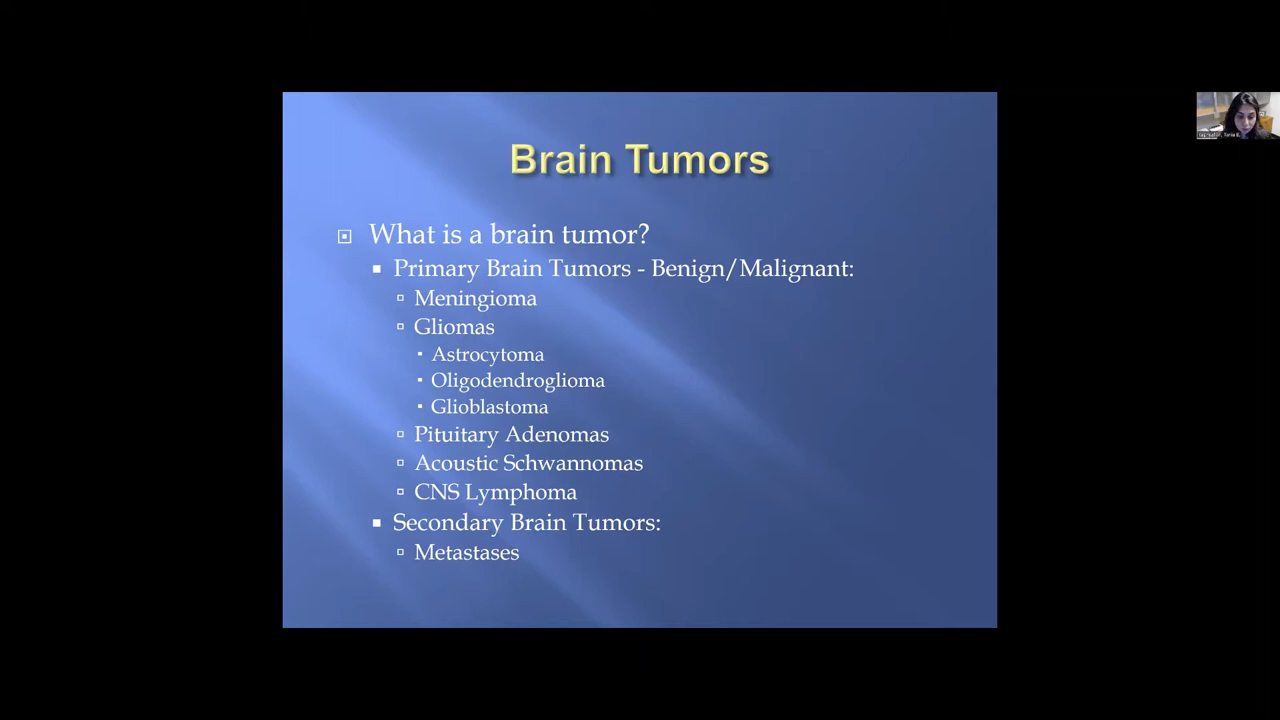 Brain Tumors
What is a brain tumor?
Primary Brain Tumors - Benign/Malignant:
Meningioma
Gliomas
Astrocytoma
Oligodendroglioma
Glioblastoma
Pituitary Adenomas
Acoustic Schwannomas
CNS Lymphoma
Secondary Brain Tumors:
Metastases